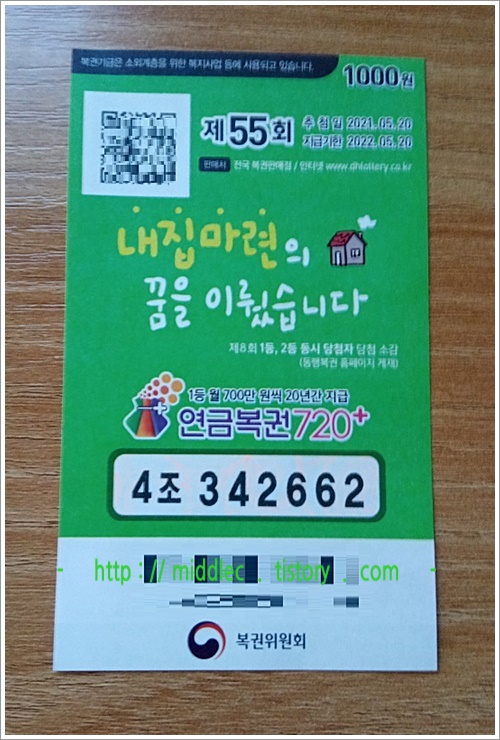 복권기금은 소외계층을 위한 복지사업 등에 사용되고 있습니다.
1000원
제55회
추첨일 2021.05.20
지급기한 2022.05.20
판매처 전국 복권판매점 / 인터넷 www.dhlottery.co.kr
내집마련의
꿈을 이뤘습니다
제8회 1등, 2등 동시 당첨자 당첨 소감
(동행복권 홈페이지 게재)
1등 월 700만 원씩 20년간 지급
연금복권720+
4조 342662
- http://middlec.tistory.com -
복권위원회